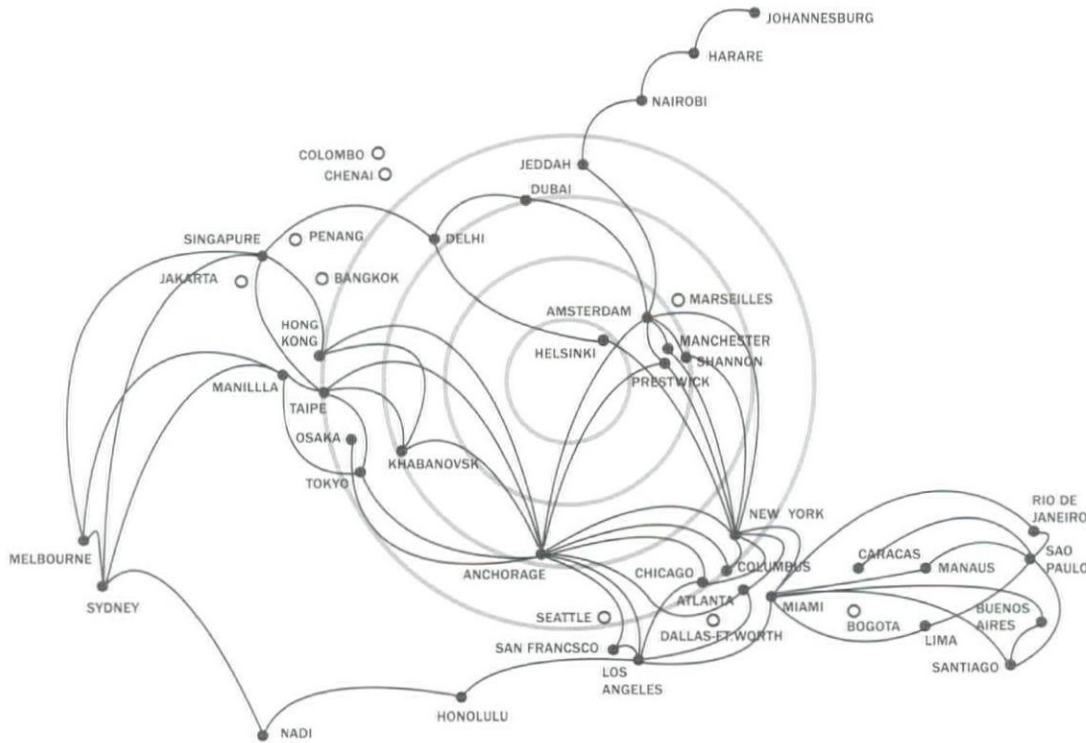 JOHANNESBURG
HARARE
NAIROBI
COLOMBO
CHENAI
JEDDAH
DUBAI
SINGAPURE
PENANG
DELHI
JAKARTA
BANGKOK
MARSEILLES
AMSTERDAM
HONG
KONG
MANCHESTER
HELSINKI
SHANNON
PRESTWICK
MANILLLA
TAIPE
OSAKA
KHABANOVSK
TOKYO
RIO DE
JANEIRO
NEW YORK
MELBOURNE
ANCHORAGE
CHICAGO
COLUMBUS
CARACAS
MANAUS
SAO
PAULO
SYDNEY
ATLANTA
MIAMI
SEATTLE
DALLAS-FT.WORTH
BOGOTA
BUENOS
AIRES
LIMA
SAN FRANCSCO
LOS
ANGELES
SANTIAGO
HONOLULU
NADI